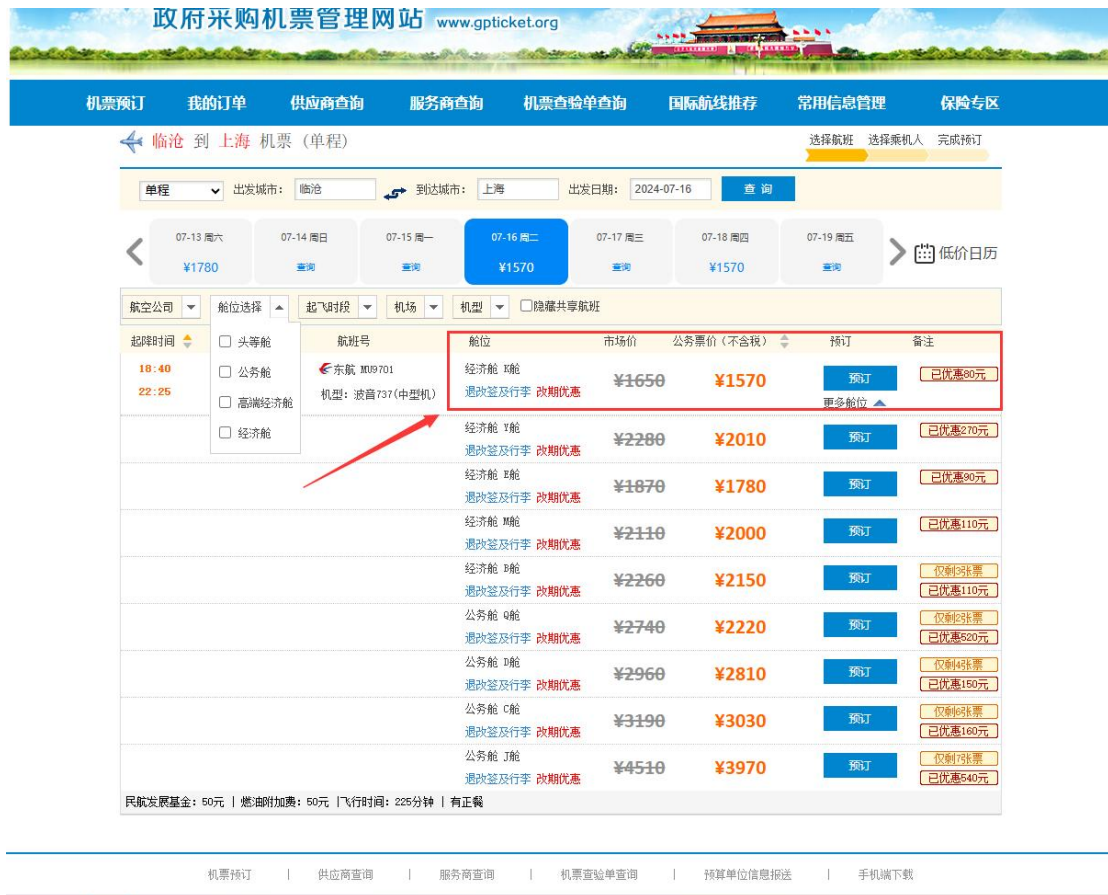 政府采购机票管理网站 www.gpticket.org
机票预订 我的订单 供应商查询 服务商查询 机票查验单查询 国际航线推荐 常用信息管理 保险专区
临沧 到 上海 机票 (单程) 选择航班 选择乘机人 完成预订
单程 出发城市: 临沧 到达城市: 上海 出发日期: 2024-07-16 查 询
07-13 周六 07-14 周日 07-15 周一 07-16 周二 07-17 周三 07-18 周四 07-19 周五
¥1780 查询 查询 ¥1570 查询 ¥1570 查询 低价日历
航空公司 舱位选择 起飞时段 机场 机型 隐藏共享航班
起降时间 头等舱 航班号 舱位 市场价 公务票价（不含税） 预订 备注
18:40 公务舱 东航 MU9701 经济舱 K舱 ¥1650 ¥1570 预订 已优惠80元
22:25 高端经济舱 机型: 波音737(中型机) 退改签及行李 改期优惠 更多舱位
经济舱
经济舱 Y舱 ¥2280 ¥2010 预订 已优惠270元
退改签及行李 改期优惠
经济舱 E舱 ¥1870 ¥1780 预订 已优惠90元
退改签及行李 改期优惠
经济舱 M舱 ¥2110 ¥2000 预订 已优惠110元
退改签及行李 改期优惠
经济舱 B舱 ¥2260 ¥2150 预订 仅剩3张票
退改签及行李 改期优惠 已优惠110元
公务舱 Q舱 ¥2740 ¥2220 预订 仅剩2张票
退改签及行李 改期优惠 已优惠520元
公务舱 D舱 ¥2960 ¥2810 预订 仅剩4张票
退改签及行李 改期优惠 已优惠150元
公务舱 C舱 ¥3190 ¥3030 预订 仅剩6张票
退改签及行李 改期优惠 已优惠160元
公务舱 J舱 ¥4510 ¥3970 预订 仅剩7张票
退改签及行李 改期优惠 已优惠540元
民航发展基金: 50元 | 燃油附加费: 50元 |飞行时间: 225分钟 | 有正餐
机票预订 | 供应商查询 | 服务商查询 | 机票查验单查询 | 预算单位信息报送 | 手机端下载